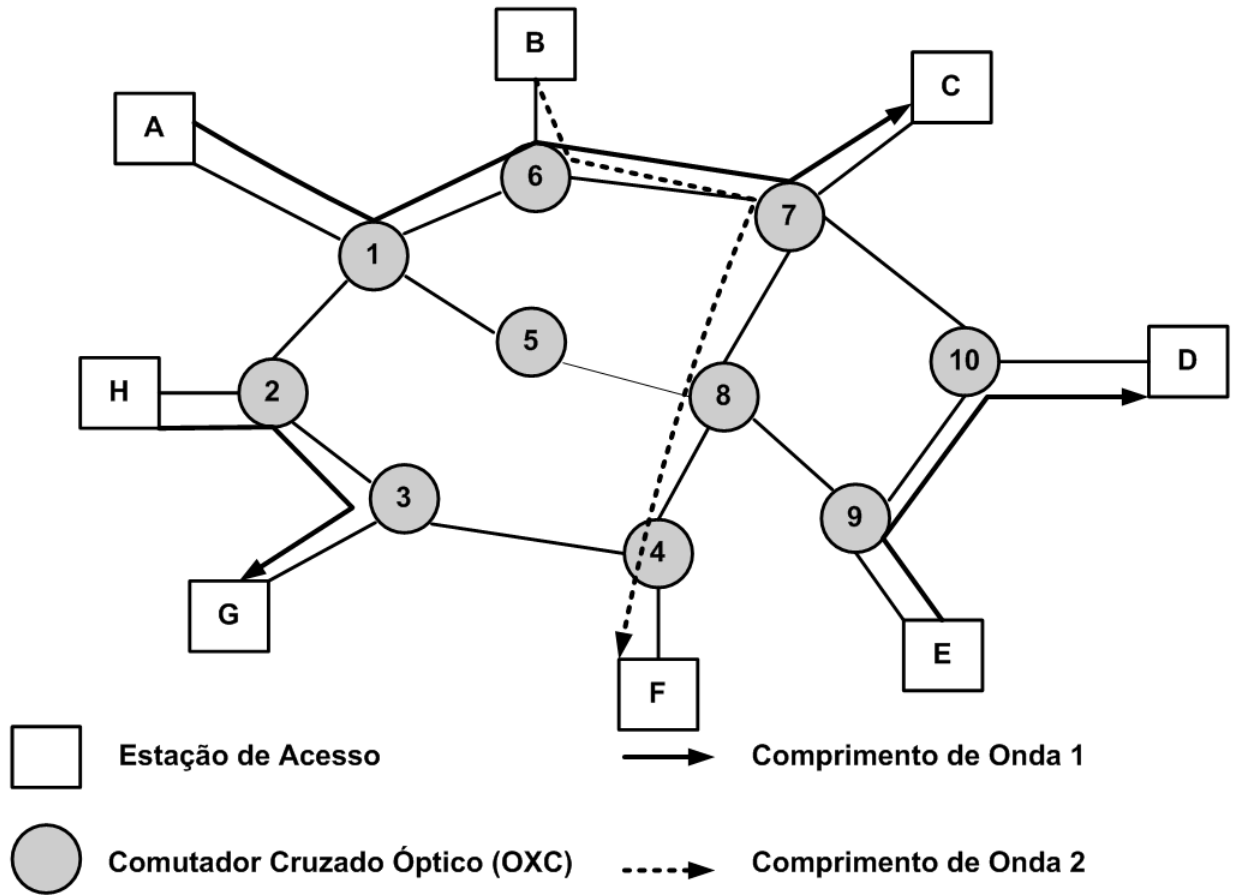 B
C
A
6
7
1
5
10
D
H
2
8
3
9
4
G
E
F
Estação de Acesso
Comprimento de Onda 1
Comutador Cruzado Óptico (OXC)
Comprimento de Onda 2